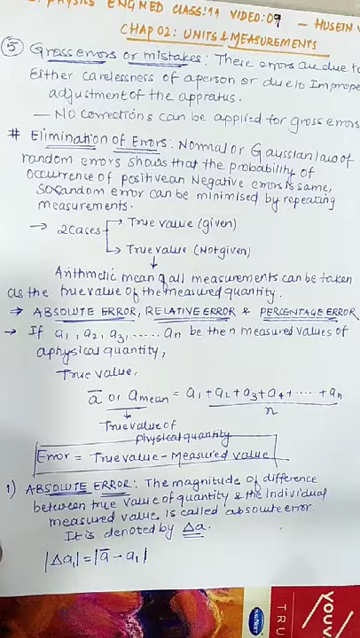 PHYSICS ENG MED CLASS:11 VIDEO:09 - HUSEIN
CHAP 02: UNITS & MEASUREMENTS
⑤ Gross errors or mistakes: These errors are due to
Either Carelessness of a person or due to Improper
adjustment of the appratus.
— No corrections can be applied for gross errors
# Elimination of Errors: Normal or Gaussian law of
random errors shows that the probability of
occurrence of positive an Negative error is same,
So random error can be minimised by repeating
measurements.
→ 2 Cases → True value (given)
↳ True value (Not given)
↓
Arithmetic mean of all measurements can be taken
as the true value of the measured quantity.
⇒ ABSOLUTE ERROR, RELATIVE ERROR & PERCENTAGE ERROR
→ If a₁, a₂, a₃, ..... aₙ be the n measured values of
a physical quantity,
True value,
a̅ or a mean = a₁+a₂+a₃+a₄+....+aₙ
n
↓
True value of
physical quantity
Error = True value - Measured value
1) ABSOLUTE ERROR: The magnitude of difference
between true value of quantity & the Individual
measured value is called absolute error.
It is denoted by Δa.
|Δa₁| = |a̅ - a₁|
TRU
YOUV